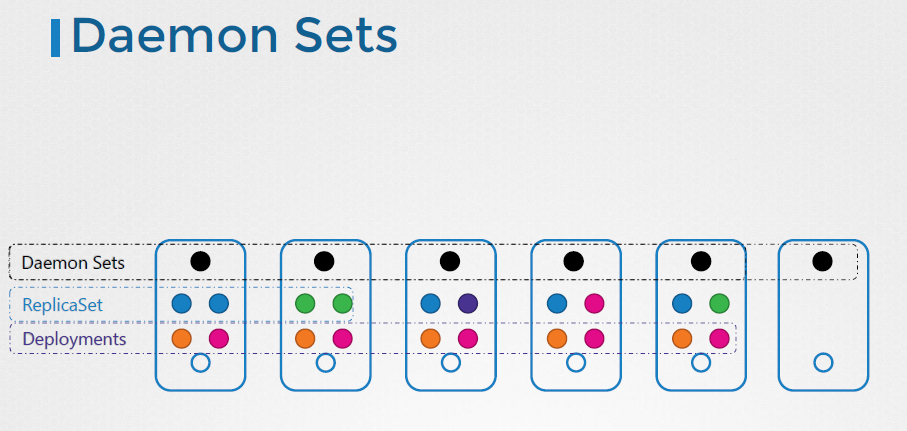 Daemon Sets
Daemon Sets
ReplicaSet
Deployments